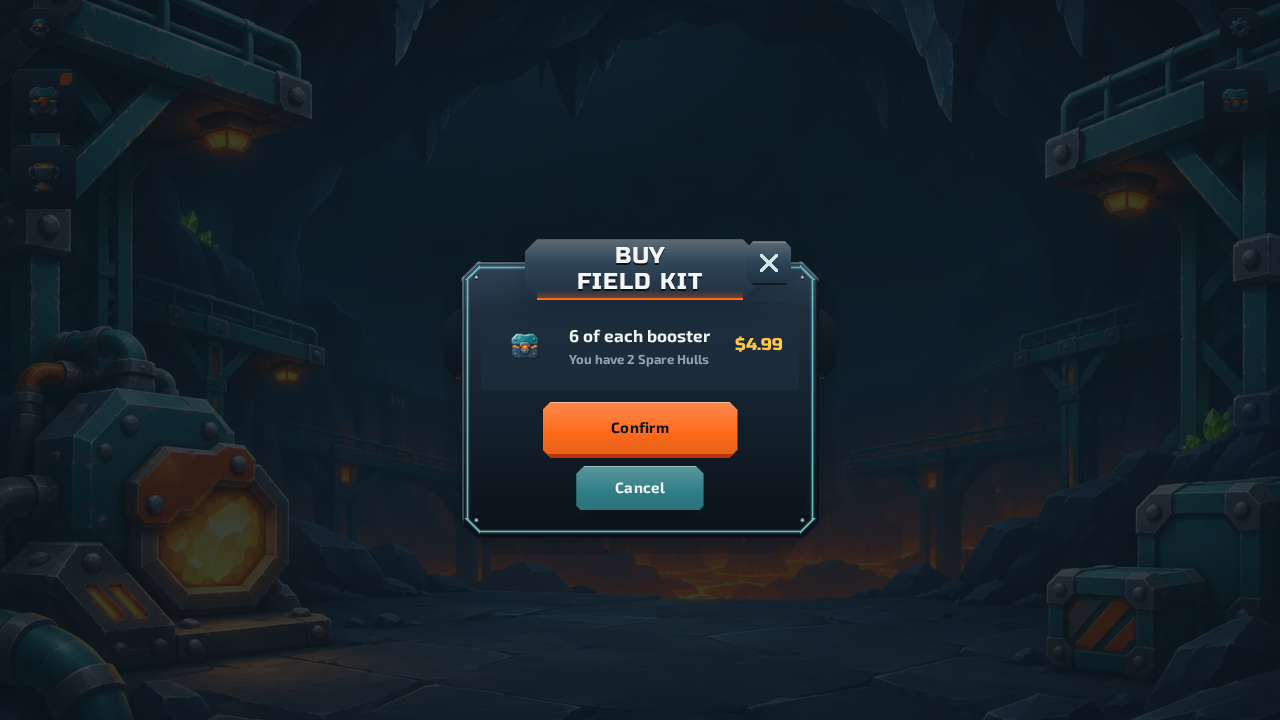 BUY
FIELD KIT
6 of each booster
$4.99
You have 2 Spare Hulls
Confirm
Cancel